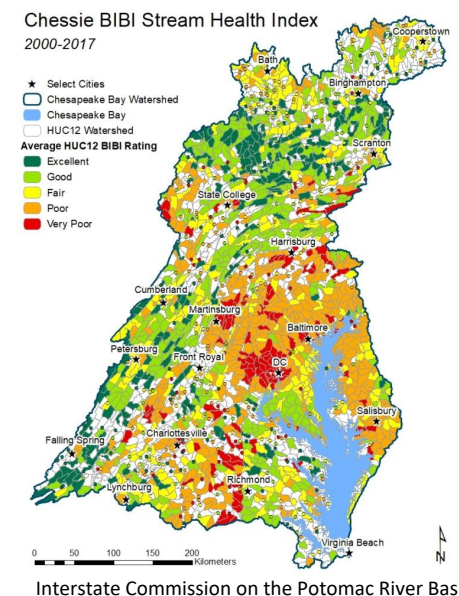 Chessie BIBI Stream Health Index
2000-2017
Select Cities
Chesapeake Bay Watershed
Chesapeake Bay
HUC12 Watershed
Average HUC12 BIBI Rating
Excellent
Good
Fair
Poor
Very Poor
Cooperstown
Bath
Binghampton
Scranton
State College
Harrisburg
Cumberland
Martinsburg
Baltimore
Petersburg
Front Royal
DC
Salisbury
Charlottesville
Falling Spring
Lynchburg
Richmond
Virginia Beach
0 50 100 150 200
Kilometers
N
Interstate Commission on the Potomac River Bas